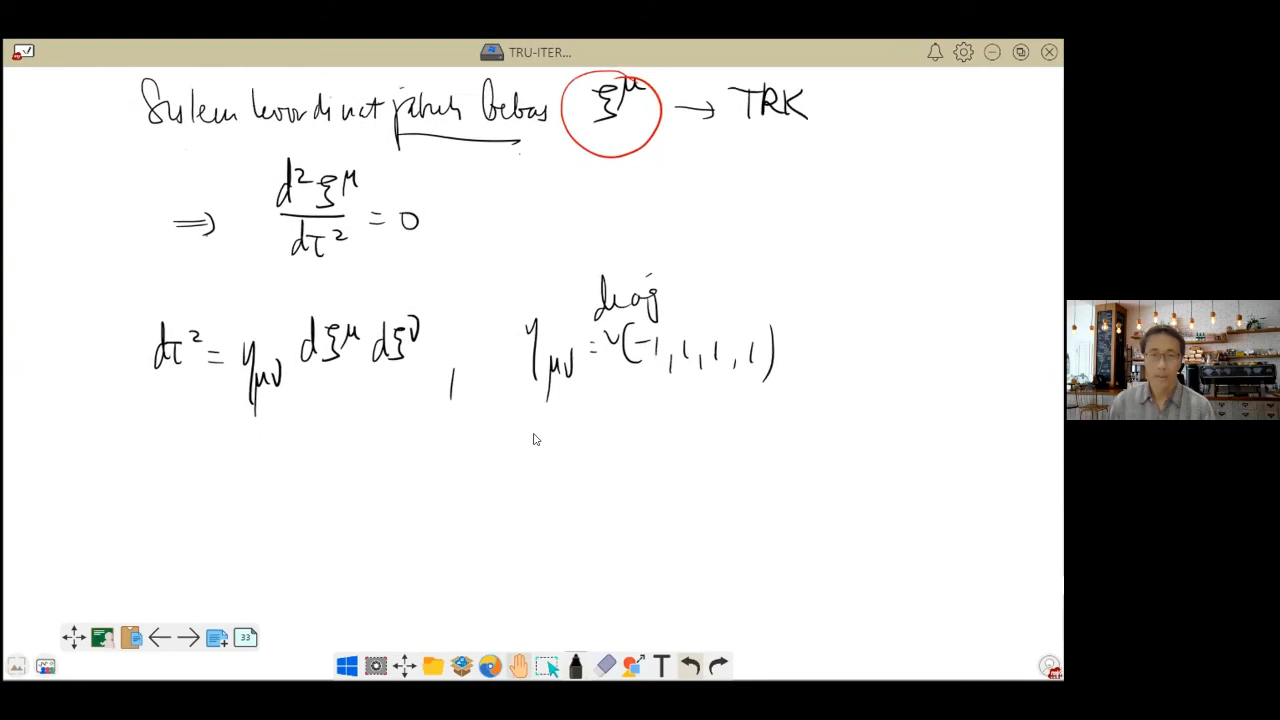 TRU-ITER...
Sistem koordinat jatuh bebas ξ^μ → TRK
⇒ d²ξ^μ/dτ² = 0
dτ² = η_μν dξ^μ dξ^ν , η_μν = diag (-1, 1, 1, 1)
33
T